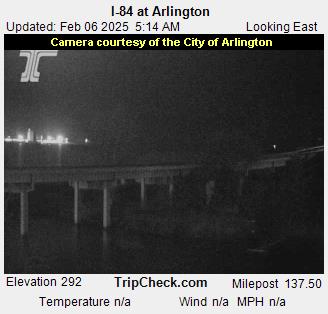 I-84 at Arlington
Updated: Feb 06 2025 5:14 AM Looking East
Camera courtesy of the City of Arlington
Elevation 292 TripCheck.com Milepost 137.50
Temperature n/a Wind n/a MPH n/a